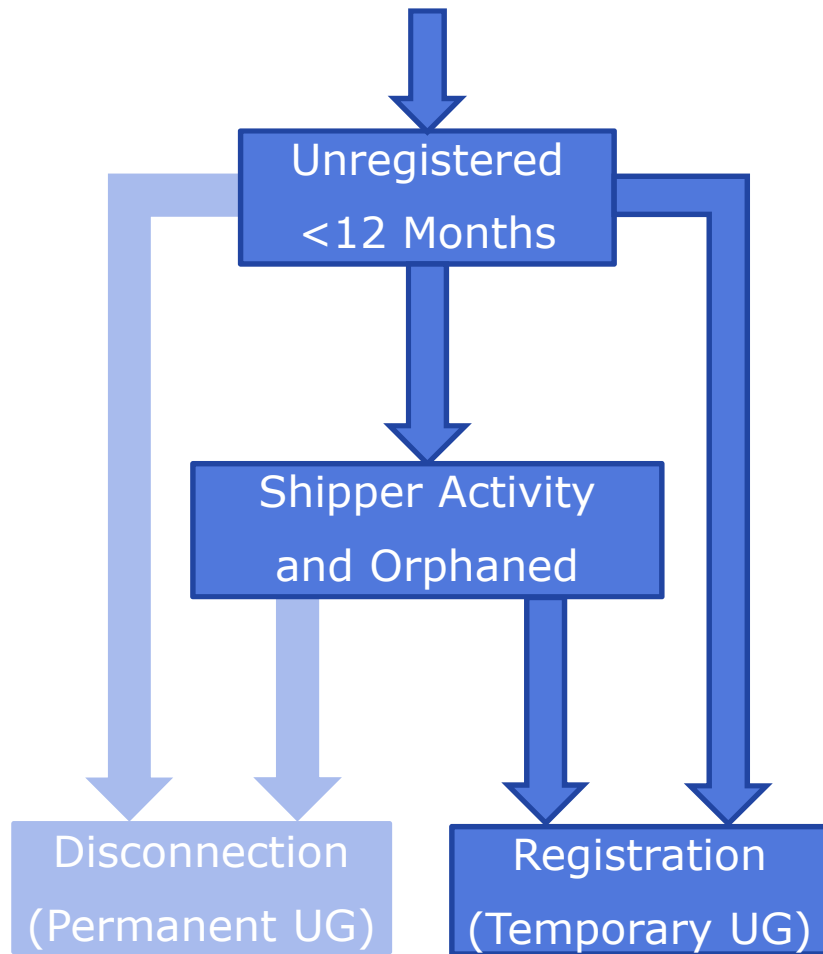 Unregistered
<12 Months
Shipper Activity
and Orphaned
Disconnection
(Permanent UG)
Registration
(Temporary UG)